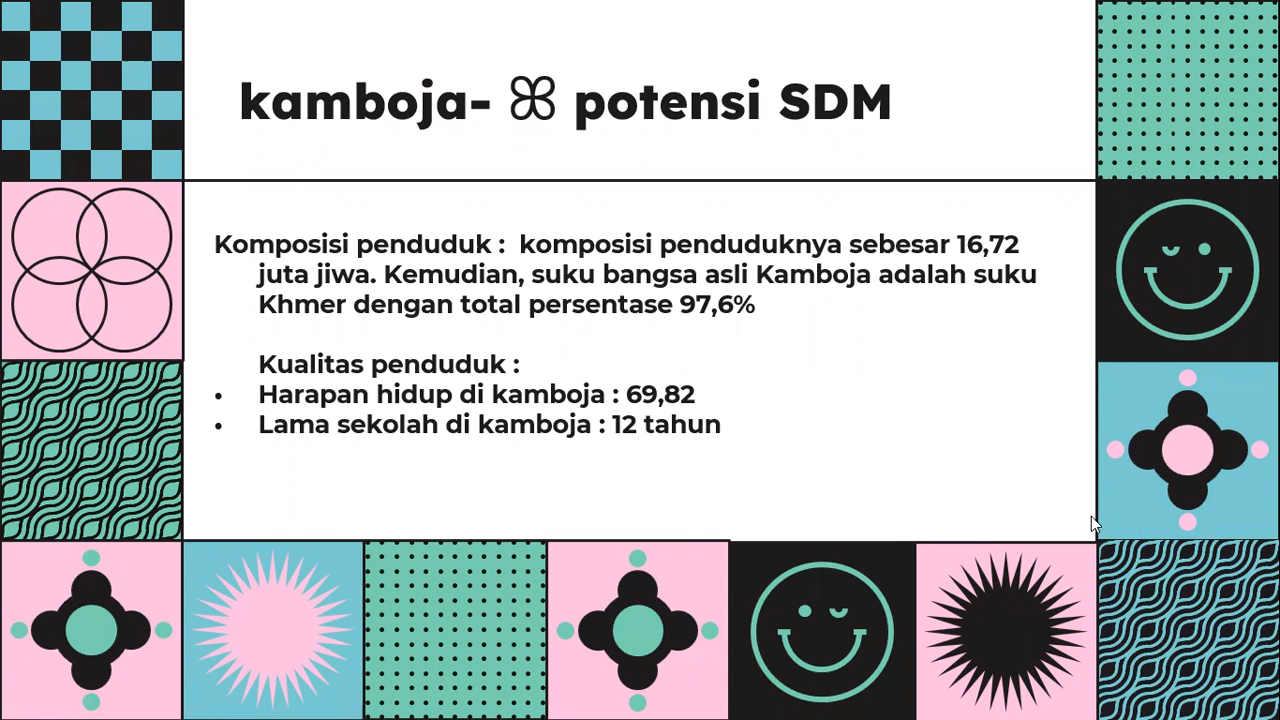 kamboja- potensi SDM
Komposisi penduduk : komposisi penduduknya sebesar 16,72
juta jiwa. Kemudian, suku bangsa asli Kamboja adalah suku
Khmer dengan total persentase 97,6%
Kualitas penduduk :
• Harapan hidup di kamboja : 69,82
• Lama sekolah di kamboja : 12 tahun